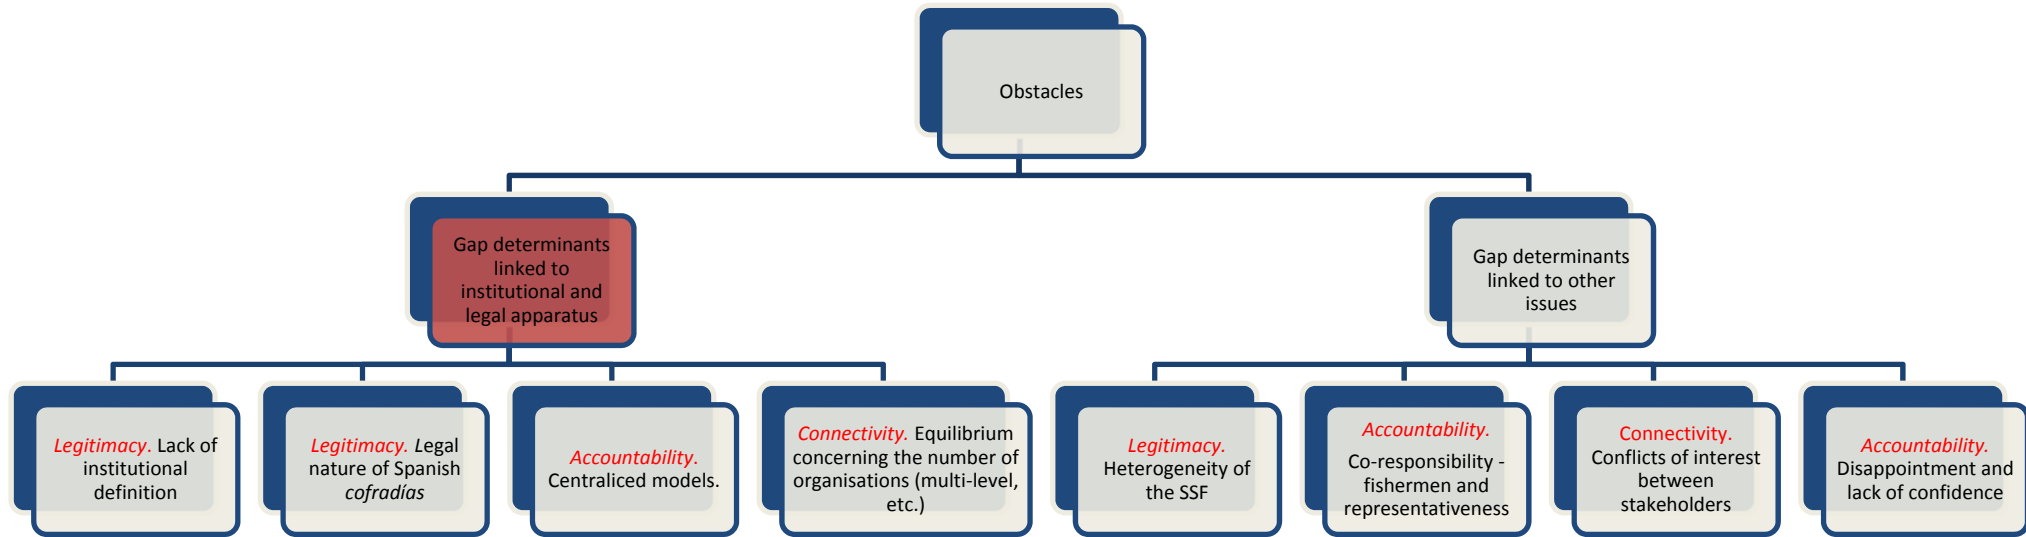 Obstacles
Gap determinants
linked to
institutional and
legal apparatus
Gap determinants
linked to other
issues
Legitimacy. Lack of
institutional
definition
Legitimacy. Legal
nature of Spanish
cofradías
Accountability.
Centraliced models.
Connectivity. Equilibrium
concerning the number of
organisations (multi-level,
etc.)
Legitimacy.
Heterogeneity of
the SSF
Accountability.
Co-responsibility -
fishermen and
representativeness
Connectivity.
Conflicts of interest
between
stakeholders
Accountability.
Disappointment and
lack of confidence